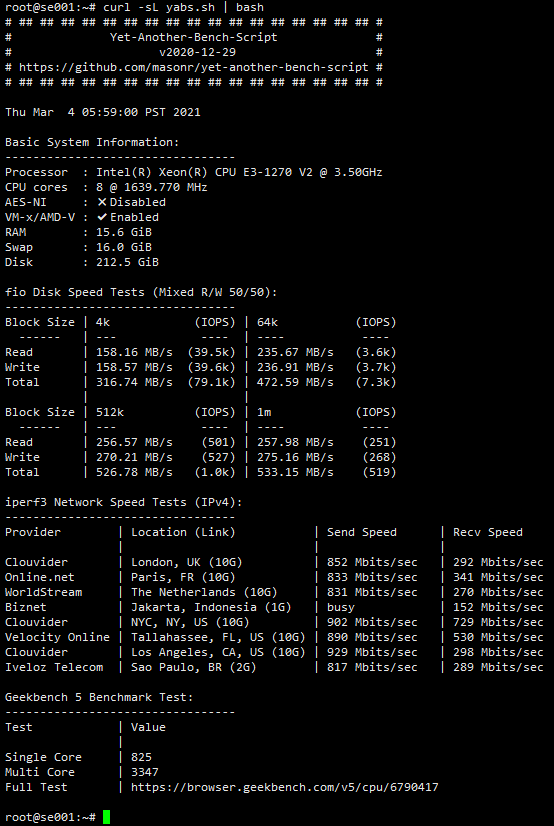 root@se001:~# curl -sL yabs.sh | bash
# ## ## ## ## ## ## ## ## ## ## ## ## ## ## ## ## ## ## #
#              Yet-Another-Bench-Script              #
#                     v2020-12-29                    #
# https://github.com/masonr/yet-another-bench-script #
# ## ## ## ## ## ## ## ## ## ## ## ## ## ## ## ## ## ## #
Thu Mar  4 05:59:00 PST 2021
Basic System Information:
---------------------------------
Processor  : Intel(R) Xeon(R) CPU E3-1270 V2 @ 3.50GHz
CPU cores  : 8 @ 1639.770 MHz
AES-NI     : ❌ Disabled
VM-x/AMD-V : ✔ Enabled
RAM        : 15.6 GiB
Swap       : 16.0 GiB
Disk       : 212.5 GiB
fio Disk Speed Tests (Mixed R/W 50/50):
---------------------------------
Block Size | 4k            (IOPS) | 64k           (IOPS)
  ------   | ---            ----  | ----           ----
Read       | 158.16 MB/s  (39.5k) | 235.67 MB/s   (3.6k)
Write      | 158.57 MB/s  (39.6k) | 236.91 MB/s   (3.7k)
Total      | 316.74 MB/s  (79.1k) | 472.59 MB/s   (7.3k)
           |                      |
Block Size | 512k          (IOPS) | 1m            (IOPS)
  ------   | ---            ----  | ----           ----
Read       | 256.57 MB/s    (501) | 257.98 MB/s    (251)
Write      | 270.21 MB/s    (527) | 275.16 MB/s    (268)
Total      | 526.78 MB/s   (1.0k) | 533.15 MB/s    (519)
iperf3 Network Speed Tests (IPv4):
---------------------------------
Provider        | Location (Link)           | Send Speed      | Recv Speed
                |                           |                 |
Clouvider       | London, UK (10G)          | 852 Mbits/sec   | 292 Mbits/sec
Online.net      | Paris, FR (10G)           | 833 Mbits/sec   | 341 Mbits/sec
WorldStream     | The Netherlands (10G)     | 831 Mbits/sec   | 270 Mbits/sec
Biznet          | Jakarta, Indonesia (1G)   | busy            | 152 Mbits/sec
Clouvider       | NYC, NY, US (10G)         | 902 Mbits/sec   | 729 Mbits/sec
Velocity Online | Tallahassee, FL, US (10G) | 890 Mbits/sec   | 530 Mbits/sec
Clouvider       | Los Angeles, CA, US (10G) | 929 Mbits/sec   | 298 Mbits/sec
Iveloz Telecom  | Sao Paulo, BR (2G)        | 817 Mbits/sec   | 289 Mbits/sec
Geekbench 5 Benchmark Test:
---------------------------------
Test            | Value
                |
Single Core     | 825
Multi Core      | 3347
Full Test       | https://browser.geekbench.com/v5/cpu/6790417
root@se001:~#